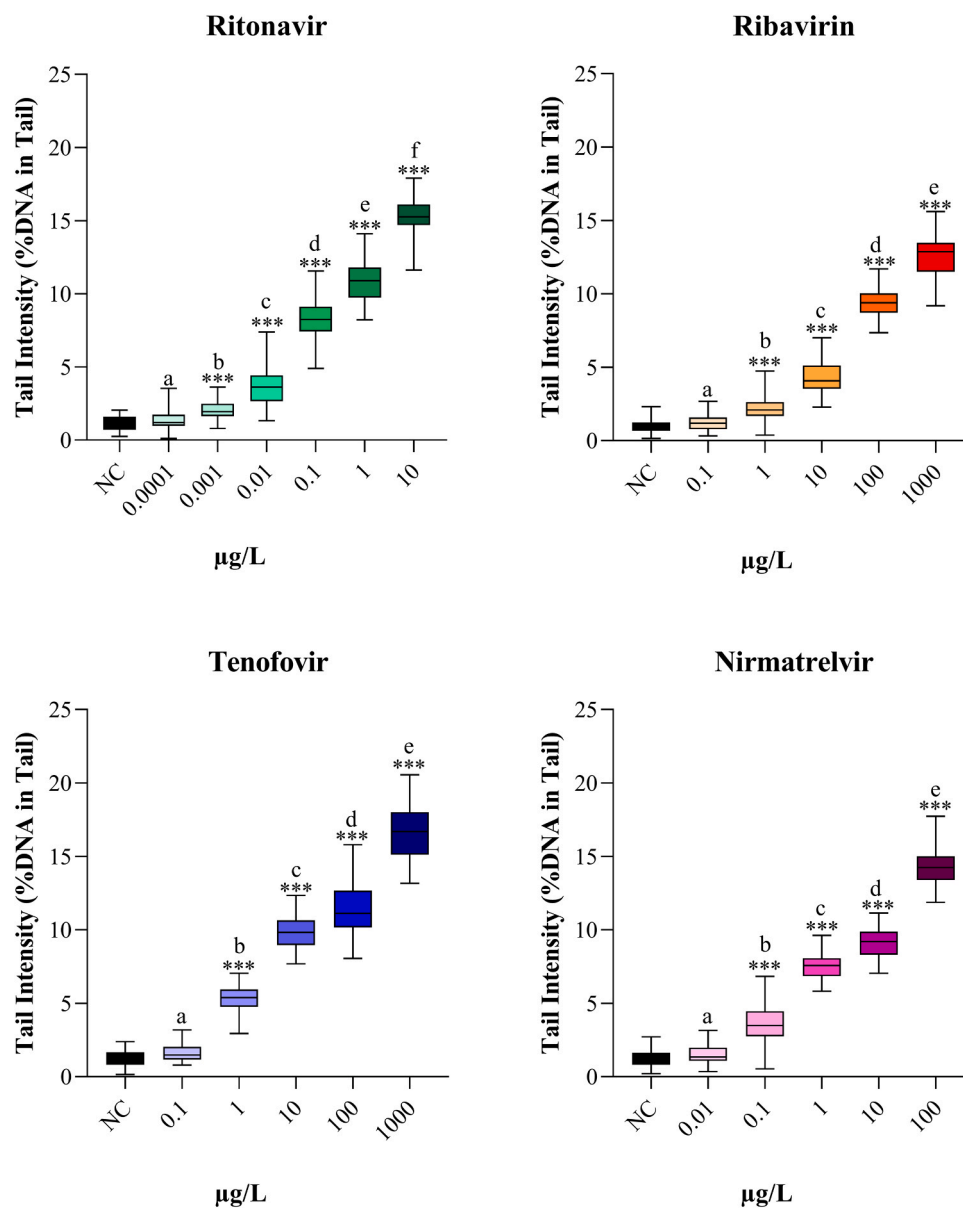 Ritonavir
Tail Intensity (%DNA in Tail)
25
20
15
10
5
0
a
b
***
c
***
d
***
e
***
f
***
NC
0.0001
0.001
0.01
0.1
1
10
µg/L
Ribavirin
Tail Intensity (%DNA in Tail)
25
20
15
10
5
0
a
b
***
c
***
d
***
e
***
NC
0.1
1
10
100
1000
µg/L
Tenofovir
Tail Intensity (%DNA in Tail)
25
20
15
10
5
0
a
b
***
c
***
d
***
e
***
NC
0.1
1
10
100
1000
µg/L
Nirmatrelvir
Tail Intensity (%DNA in Tail)
25
20
15
10
5
0
a
b
***
c
***
d
***
e
***
NC
0.01
0.1
1
10
100
µg/L